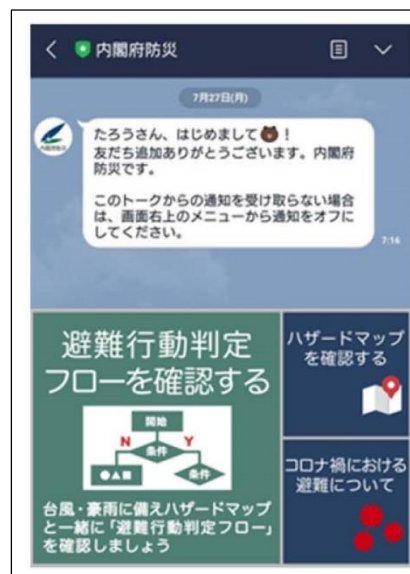 内閣府防災
7月27日(月)
たろうさん、はじめまして!
友だち追加ありがとうございます。内閣府
防災です。
このトークからの通知を受け取らない場合
は、画面右上のメニューから通知をオフに
してください。
7:16
内閣府防災
避難行動判定
フローを確認する
開始
N
Y
条件
●▲■
条件
台風・豪雨に備えハザードマップ
と一緒に「避難行動判定フロー」
を確認しましょう
ハザードマップ
を確認する
コロナ禍における
避難について